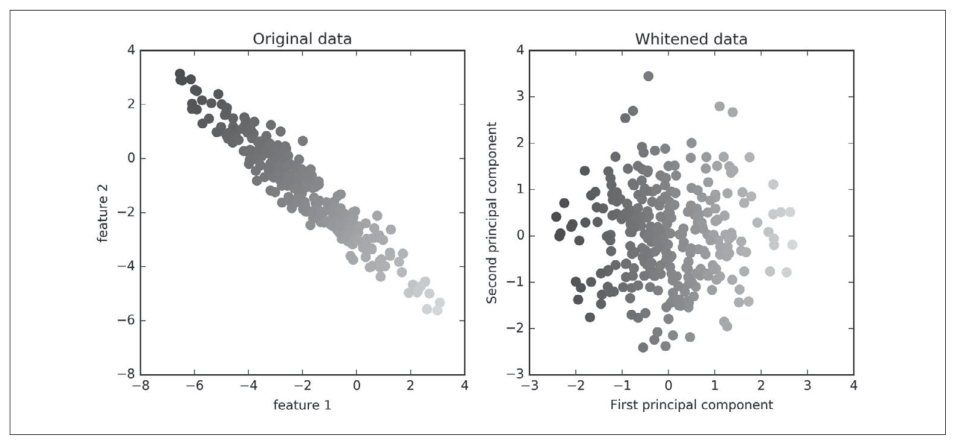 Original data
4
2
0
−2
−4
−6
−8
−8 −6 −4 −2 0 2 4
feature 2
feature 1
Whitened data
4
3
2
1
0
−1
−2
−3
−3 −2 −1 0 1 2 3 4
Second principal component
First principal component